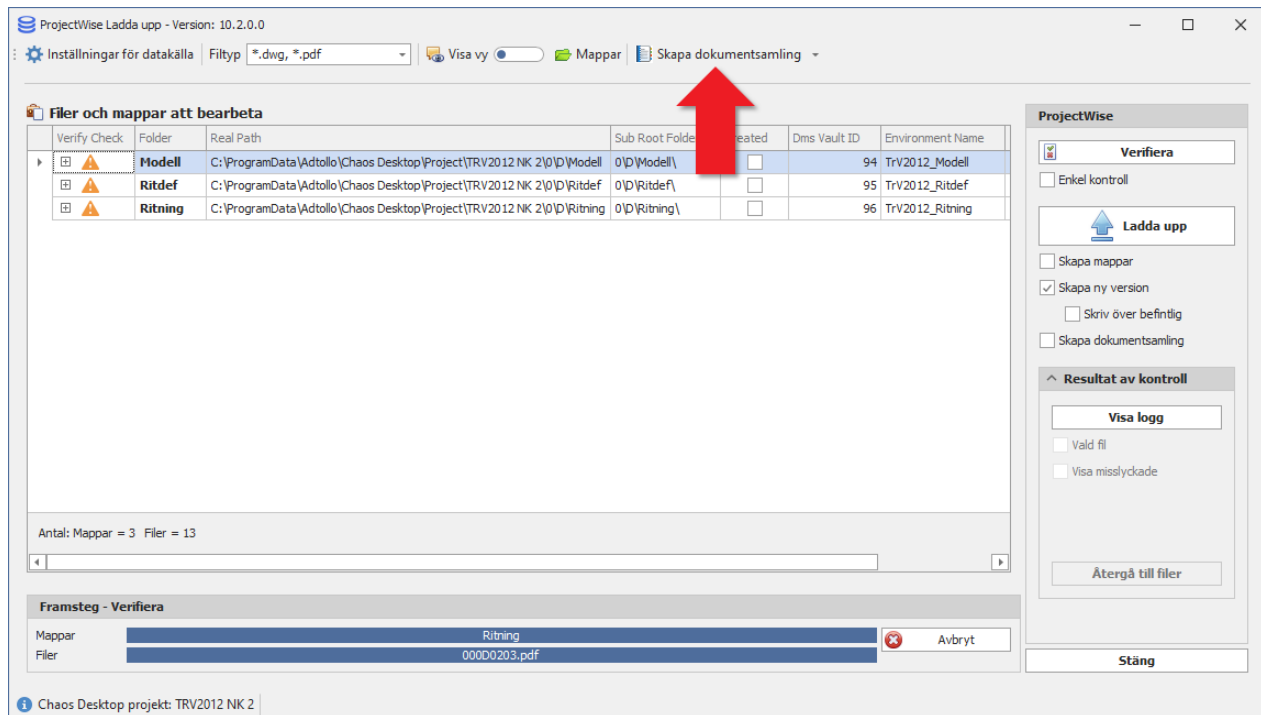 ProjectWise Ladda upp - Version: 10.2.0.0
Inställningar för datakälla Filtyp *.dwg, *.pdf Visa vy Mappar Skapa dokumentsamling
Filer och mappar att bearbeta
Verify Check Folder Real Path Sub Root Folde eated Dms Vault ID Environment Name
Modell C:\ProgramData\Adtollo\Chaos Desktop\Project\TRV2012 NK 2\0\D\Modell 0\D\Modell\ 94 TrV2012_Modell
Ritdef C:\ProgramData\Adtollo\Chaos Desktop\Project\TRV2012 NK 2\0\D\Ritdef 0\D\Ritdef\ 95 TrV2012_Ritdef
Ritning C:\ProgramData\Adtollo\Chaos Desktop\Project\TRV2012 NK 2\0\D\Ritning 0\D\Ritning\ 96 TrV2012_Ritning
Antal: Mappar = 3 Filer = 13
Framsteg - Verifiera
Mappar Ritning
Filer 000D0203.pdf
Avbryt
ProjectWise
Verifiera
Enkel kontroll
Ladda upp
Skapa mappar
Skapa ny version
Skriv över befintlig
Skapa dokumentsamling
Resultat av kontroll
Visa logg
Vald fil
Visa misslyckade
Återgå till filer
Stäng
Chaos Desktop projekt: TRV2012 NK 2